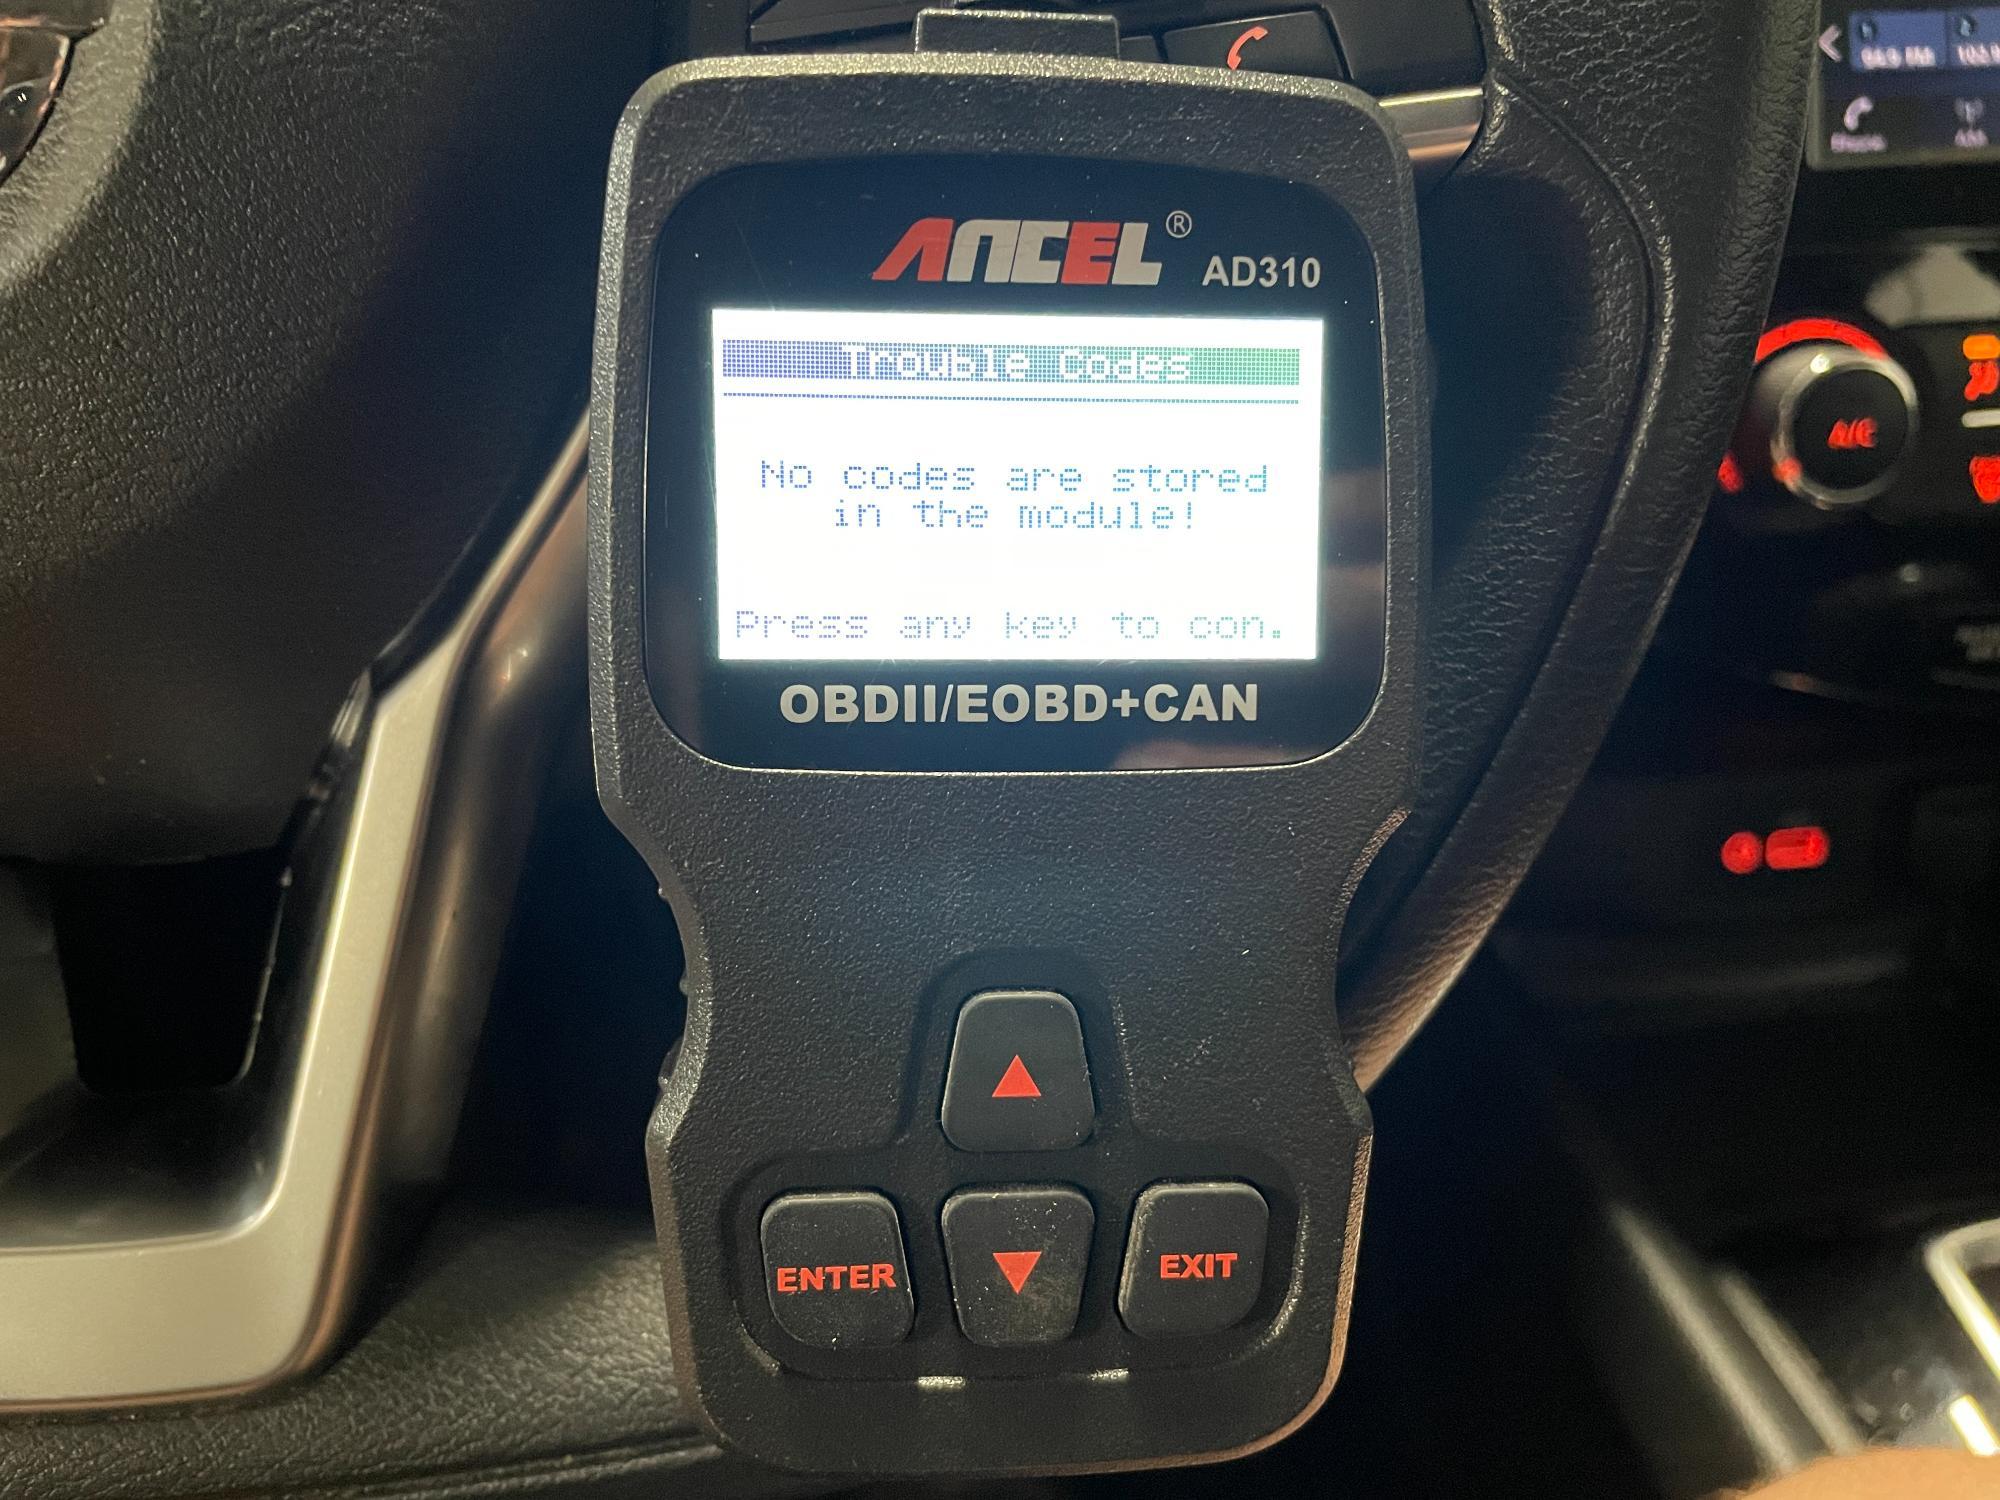 ANCEL®
AD310
Trouble Codes
No codes are stored
in the module!
Press any key to con.
OBDII/EOBD+CAN
ENTER
EXIT
A/C